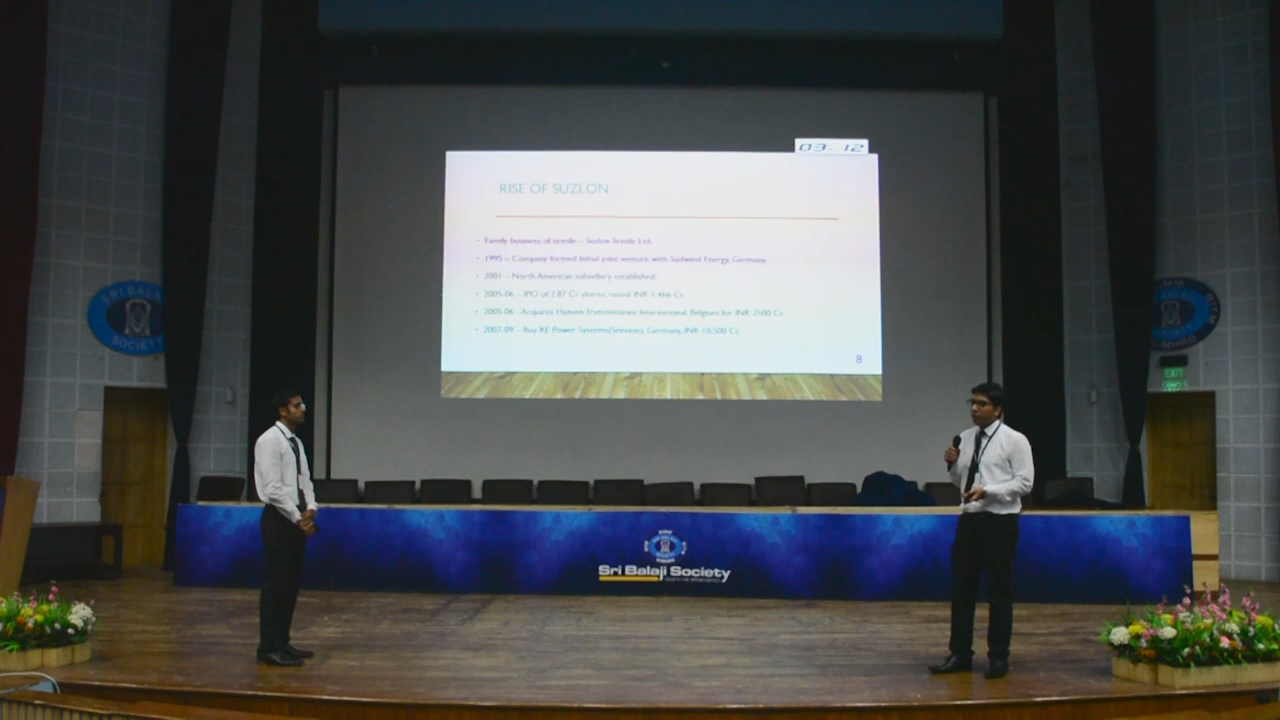 03:12
RISE OF SUZLON
• Family business of textile – Suzlon Textile Ltd.
• 1995 – Company formed Initial joint venture with Sudwind Energy, Germany
• 2001 – North American subsidiary established
• 2005-06 – IPO of 2.87 Cr shares; raised INR 1,466 Cr.
• 2005-06 - Acquires Hansen Transmissions International, Belgium for INR 2500 Cr.
• 2007-09 – Buy RE Power Systems(Senvion), Germany, INR 10,500 Cr.
8
SRI BALA
SOCIETY
BITM
EXIT
Sri Balaji Society